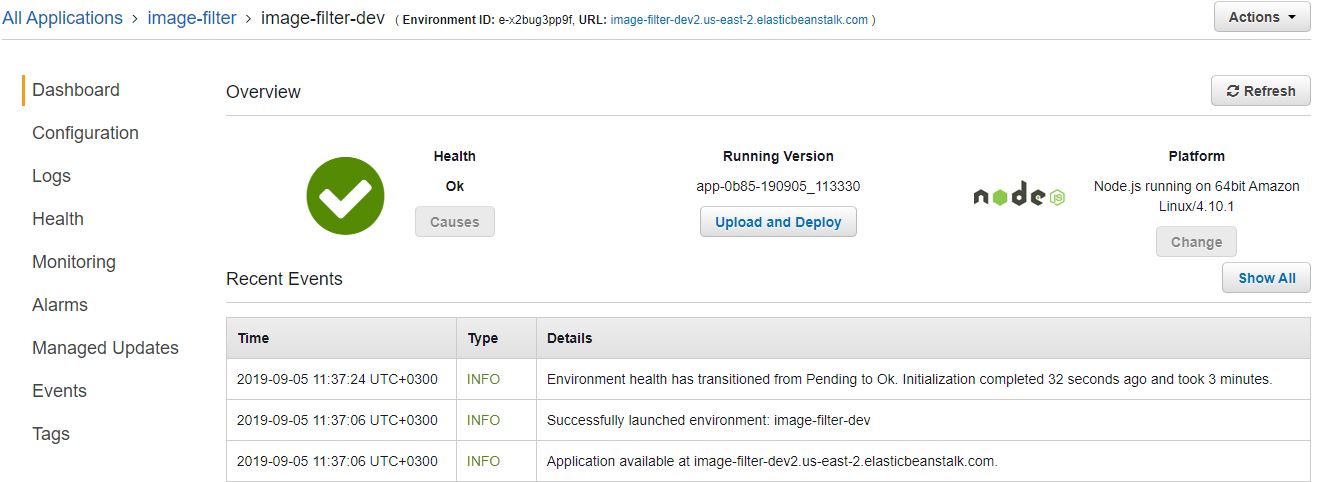 All Applications > image-filter > image-filter-dev ( Environment ID: e-x2bug3pp9f, URL: image-filter-dev2.us-east-2.elasticbeanstalk.com )
Actions
Dashboard
Configuration
Logs
Health
Monitoring
Alarms
Managed Updates
Events
Tags
Overview
Refresh
Health
Ok
Causes
Running Version
app-0b85-190905_113330
Upload and Deploy
node
JS
Platform
Node.js running on 64bit Amazon
Linux/4.10.1
Change
Recent Events
Show All
Time Type Details
2019-09-05 11:37:24 UTC+0300 INFO Environment health has transitioned from Pending to Ok. Initialization completed 32 seconds ago and took 3 minutes.
2019-09-05 11:37:06 UTC+0300 INFO Successfully launched environment: image-filter-dev
2019-09-05 11:37:06 UTC+0300 INFO Application available at image-filter-dev2.us-east-2.elasticbeanstalk.com.